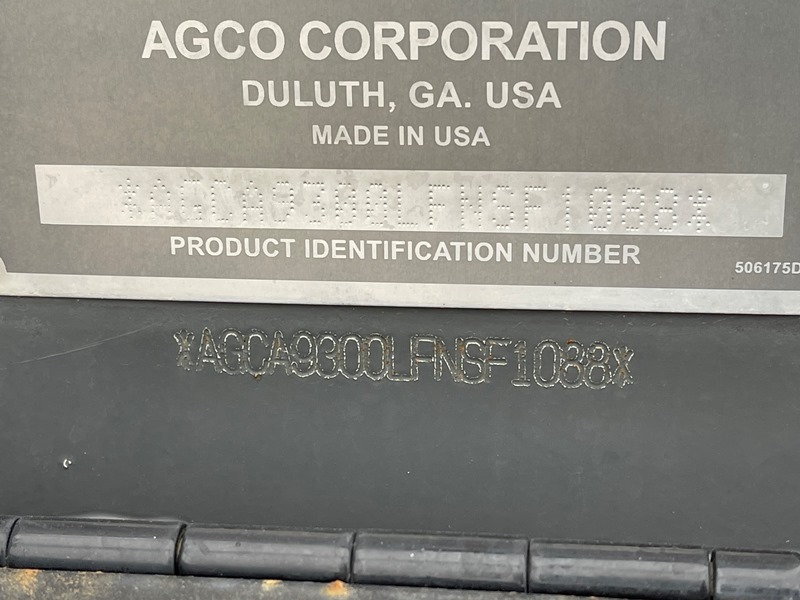 AGCO CORPORATION
DULUTH, GA. USA
MADE IN USA
*AGCA9300LFNSF1088*
PRODUCT IDENTIFICATION NUMBER
506175D
*AGCA9300LFNSF1088*